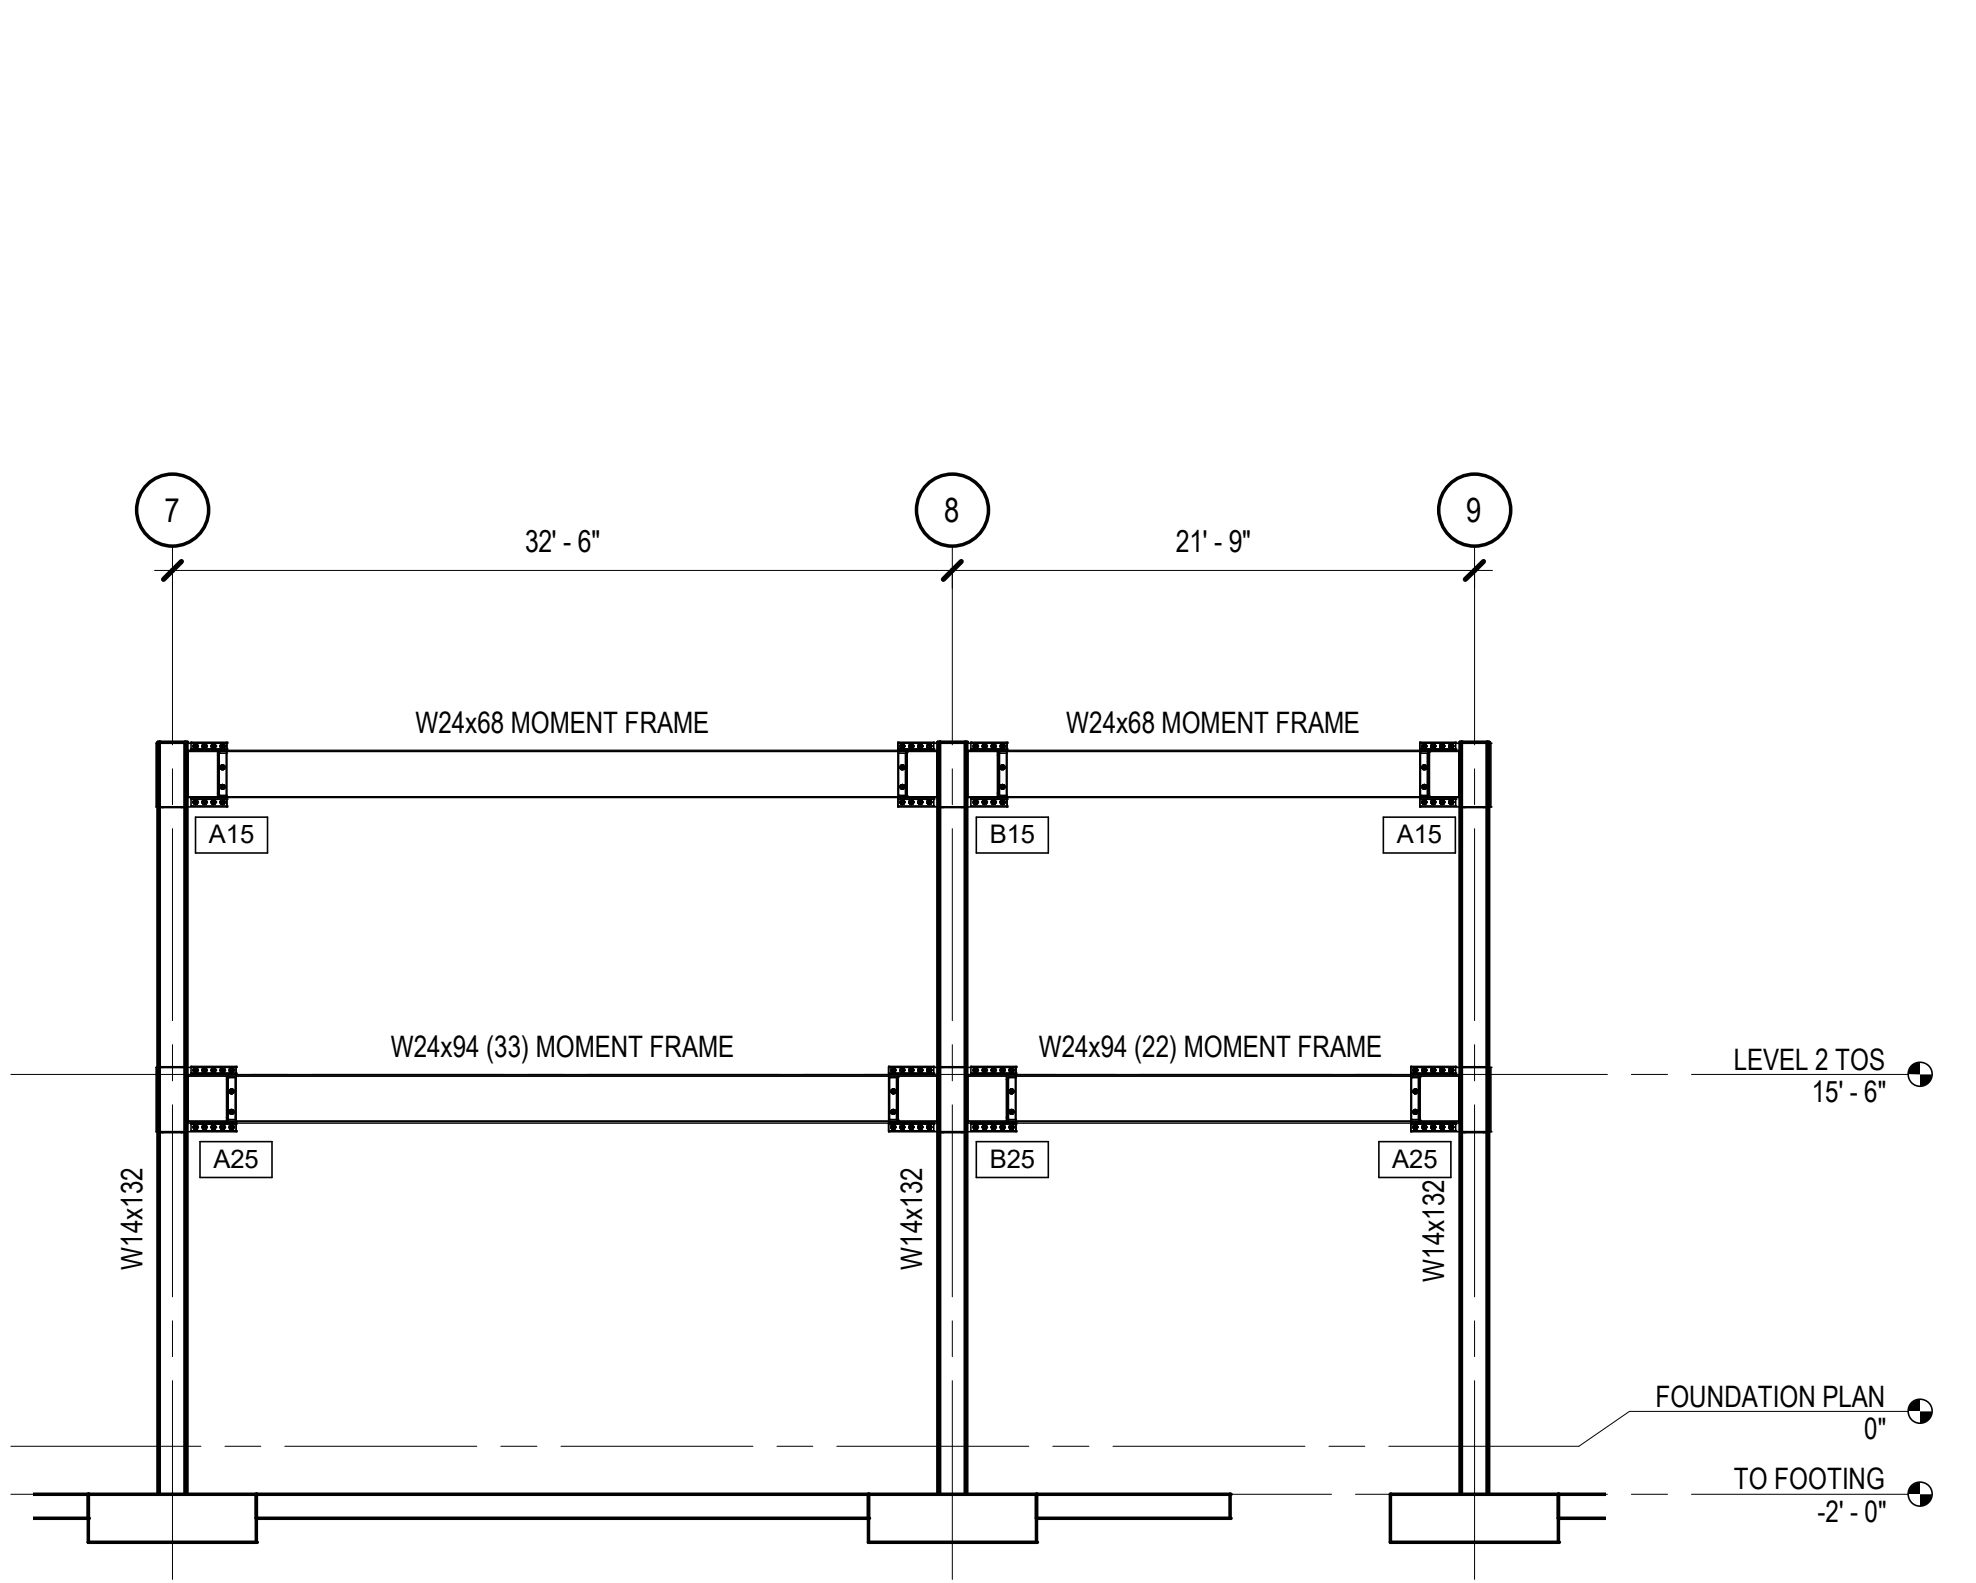 7
8
9
32' - 6"
21' - 9"
W24x68 MOMENT FRAME
W24x68 MOMENT FRAME
A15
B15
A15
W24x94 (33) MOMENT FRAME
W24x94 (22) MOMENT FRAME
LEVEL 2 TOS
15' - 6"
A25
B25
A25
W14x132
W14x132
W14x132
FOUNDATION PLAN
0"
TO FOOTING
-2' - 0"